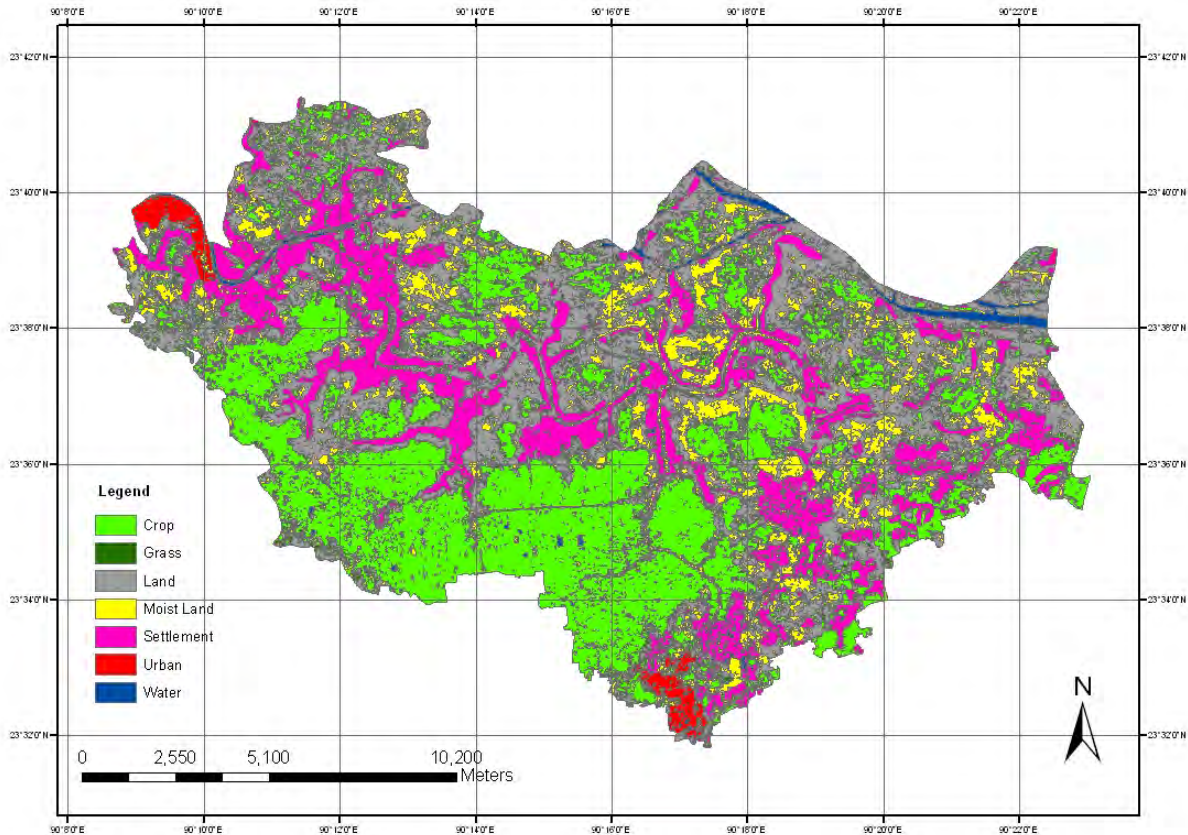 90°8'0"E 90°10'0"E 90°12'0"E 90°14'0"E 90°16'0"E 90°18'0"E 90°20'0"E 90°22'0"E
23°42'0"N 23°42'0"N
23°40'0"N 23°40'0"N
23°38'0"N 23°38'0"N
23°36'0"N 23°36'0"N
Legend
Crop
Grass
Land
Moist Land
Settlement
Urban
Water
23°34'0"N 23°34'0"N
N
23°32'0"N 23°32'0"N
0 2,550 5,100 10,200
Meters
90°8'0"E 90°10'0"E 90°12'0"E 90°14'0"E 90°16'0"E 90°18'0"E 90°20'0"E 90°22'0"E